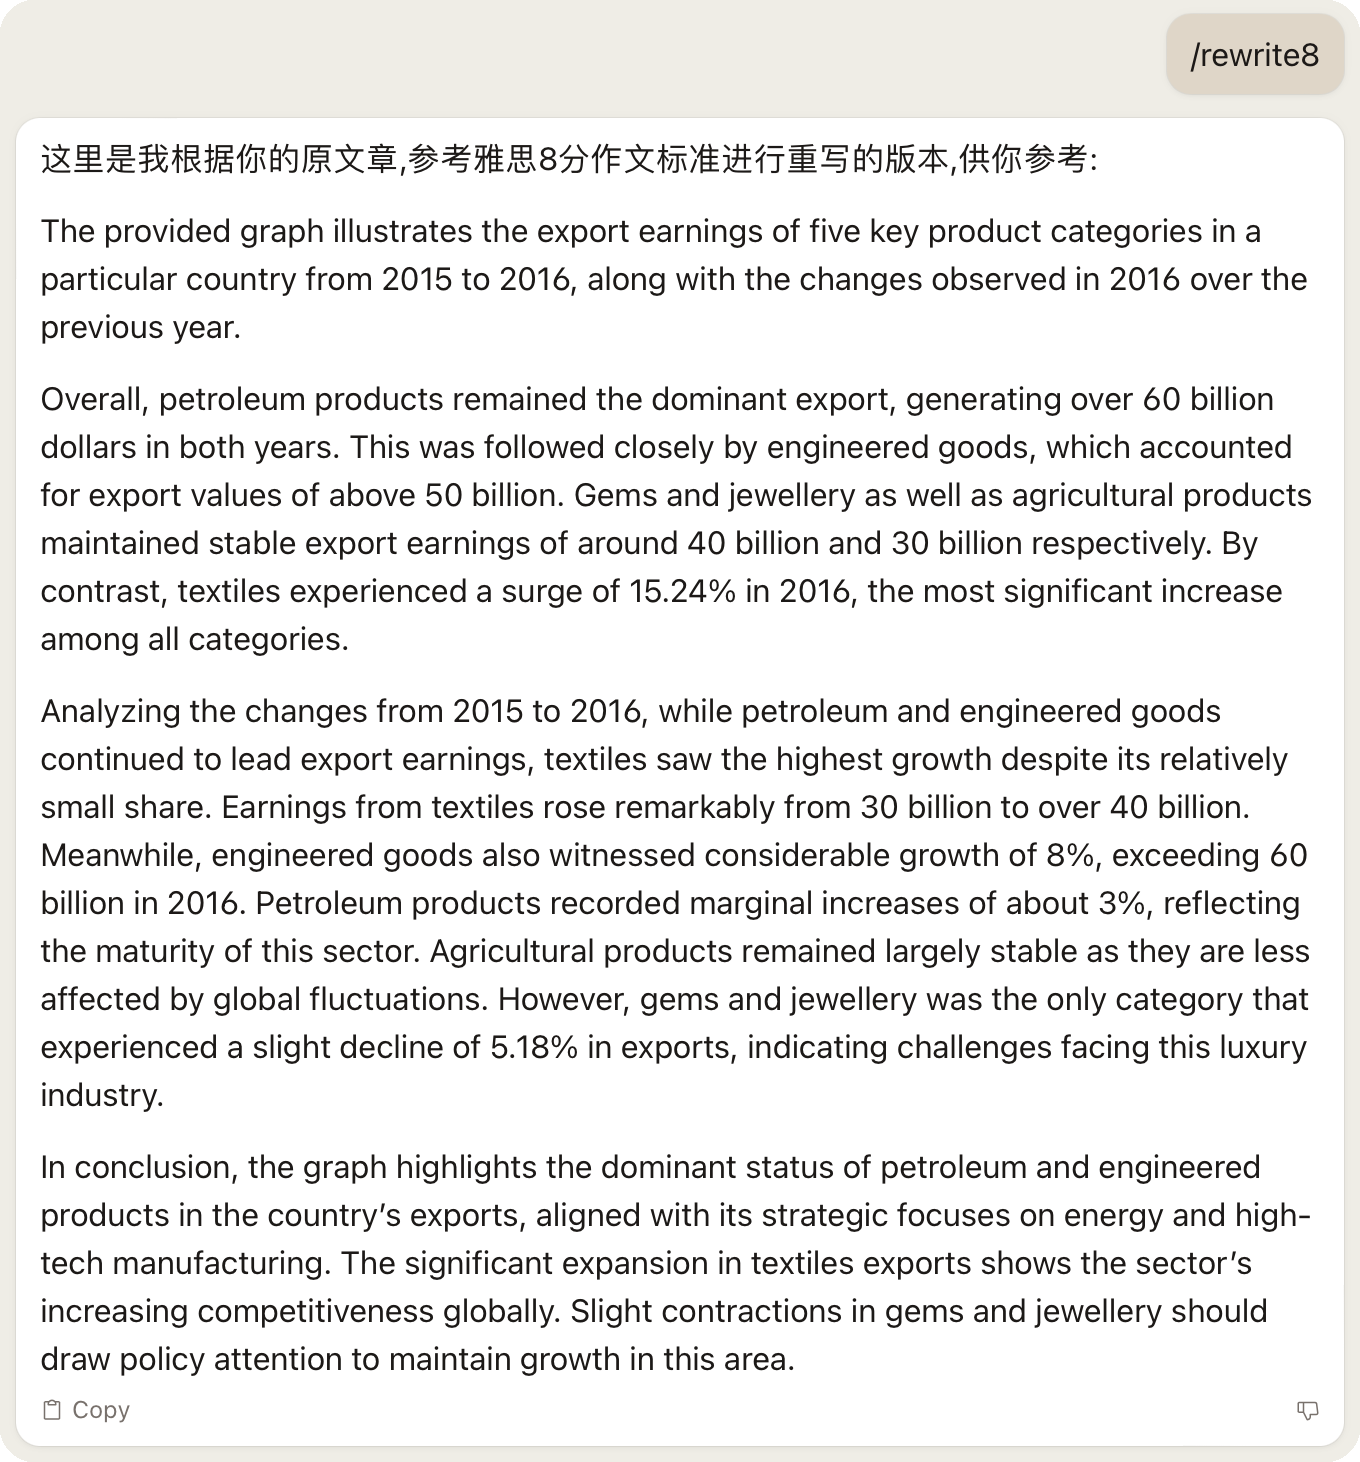 /rewrite8
这里是我根据你的原文章,参考雅思8分作文标准进行重写的版本,供你参考:
The provided graph illustrates the export earnings of five key product categories in a
particular country from 2015 to 2016, along with the changes observed in 2016 over the
previous year.
Overall, petroleum products remained the dominant export, generating over 60 billion
dollars in both years. This was followed closely by engineered goods, which accounted
for export values of above 50 billion. Gems and jewellery as well as agricultural products
maintained stable export earnings of around 40 billion and 30 billion respectively. By
contrast, textiles experienced a surge of 15.24% in 2016, the most significant increase
among all categories.
Analyzing the changes from 2015 to 2016, while petroleum and engineered goods
continued to lead export earnings, textiles saw the highest growth despite its relatively
small share. Earnings from textiles rose remarkably from 30 billion to over 40 billion.
Meanwhile, engineered goods also witnessed considerable growth of 8%, exceeding 60
billion in 2016. Petroleum products recorded marginal increases of about 3%, reflecting
the maturity of this sector. Agricultural products remained largely stable as they are less
affected by global fluctuations. However, gems and jewellery was the only category that
experienced a slight decline of 5.18% in exports, indicating challenges facing this luxury
industry.
In conclusion, the graph highlights the dominant status of petroleum and engineered
products in the country’s exports, aligned with its strategic focuses on energy and high-
tech manufacturing. The significant expansion in textiles exports shows the sector’s
increasing competitiveness globally. Slight contractions in gems and jewellery should
draw policy attention to maintain growth in this area.
Copy